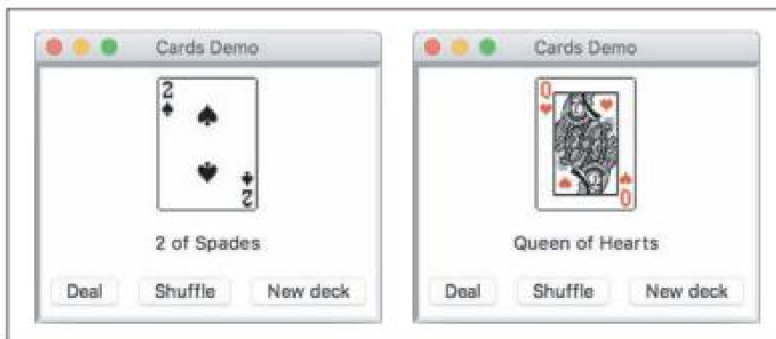 Cards Demo
2
2
2 of Spades
Deal Shuffle New deck
Cards Demo
Q
Q
Queen of Hearts
Deal Shuffle New deck